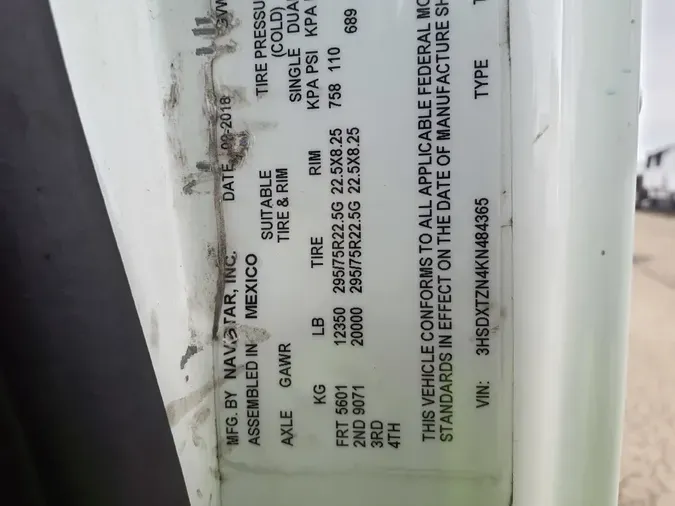 MFG. BY NAVISTAR, INC. DATE 09-2018 GVW
ASSEMBLED IN MEXICO
SUITABLE TIRE PRESSU
AXLE GAWR TIRE & RIM (COLD)
SINGLE DUA
KG LB TIRE RIM KPA PSI KPA
FRT 5601 12350 295/75R22.5G 22.5X8.25 758 110
2ND 9071 20000 295/75R22.5G 22.5X8.25 689
3RD
4TH
THIS VEHICLE CONFORMS TO ALL APPLICABLE FEDERAL MO
STANDARDS IN EFFECT ON THE DATE OF MANUFACTURE SH
VIN: 3HSDXTZN4KN484365 TYPE T